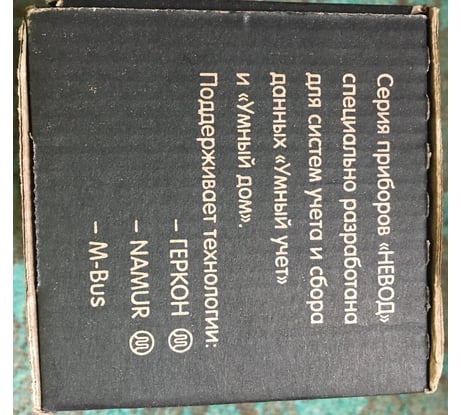 Серия приборов «НЕВОД»
специально разработана
для систем учета и сбора
данных «Умный учет»
и «Умный дом».
Поддерживает технологии:
– ГЕРКОН
– NAMUR
– M-Bus